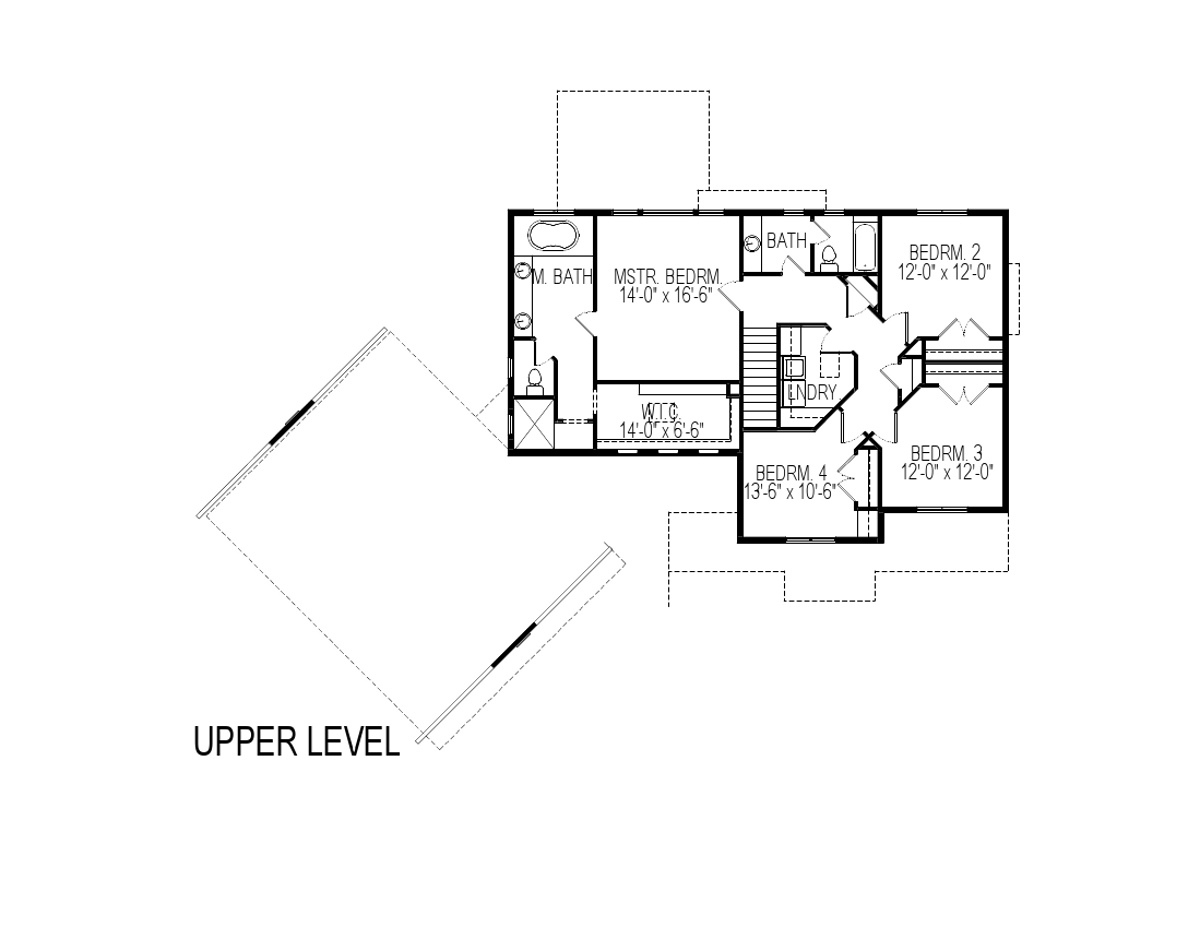 BATH
BEDRM. 2
12'-0" x 12'-0"
M. BATH
MSTR. BEDRM.
14'-0" x 16'-6"
LNDRY
W.I.C.
14'-0" x 6'-6"
BEDRM. 4
13'-6" x 10'-6"
BEDRM. 3
12'-0" x 12'-0"
UPPER LEVEL